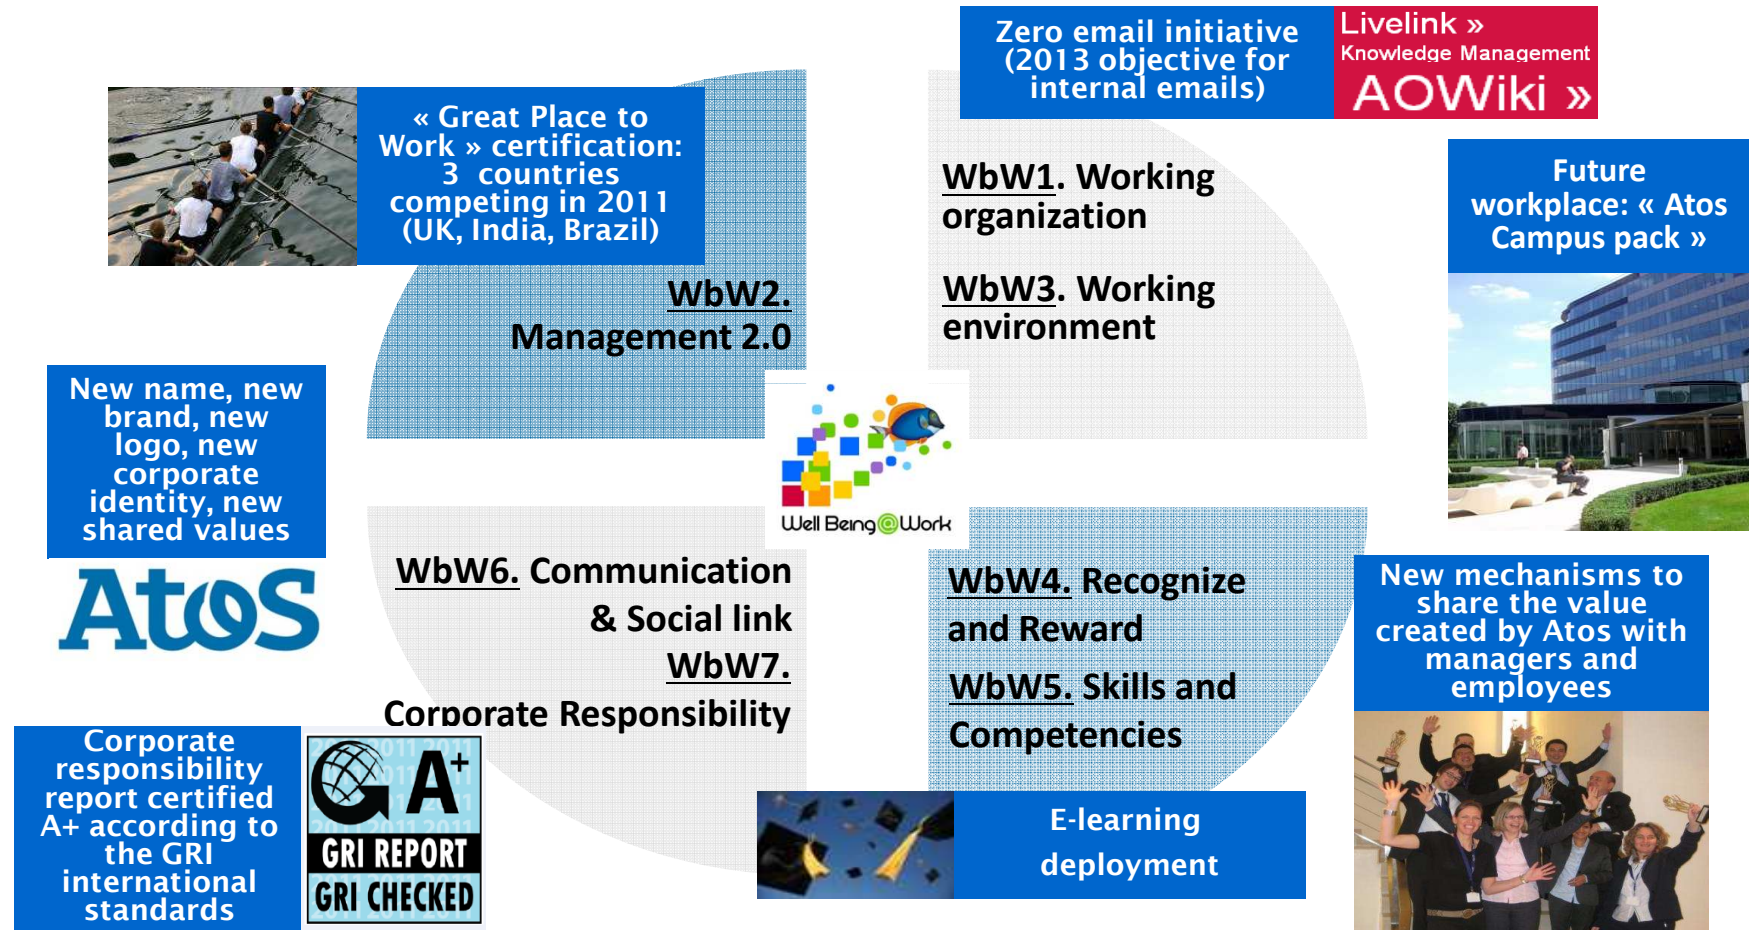 Zero email initiative
(2013 objective for
internal emails)
Livelink »
Knowledge Management
AOWiki »
« Great Place to
Work » certification:
3 countries
competing in 2011
(UK, India, Brazil)
WbW1. Working
organization
WbW3. Working
environment
Future
workplace: « Atos
Campus pack »
WbW2.
Management 2.0
New name, new
brand, new
logo, new
corporate
identity, new
shared values
Atos
Well Being@Work
WbW6. Communication
& Social link
WbW7.
Corporate Responsibility
WbW4. Recognize
and Reward
WbW5. Skills and
Competencies
New mechanisms to
share the value
created by Atos with
managers and
employees
Corporate
responsibility
report certified
A+ according to
the GRI
international
standards
2011 2011
A+
2011 2011 2011
GRI REPORT
GRI CHECKED
E-learning
deployment